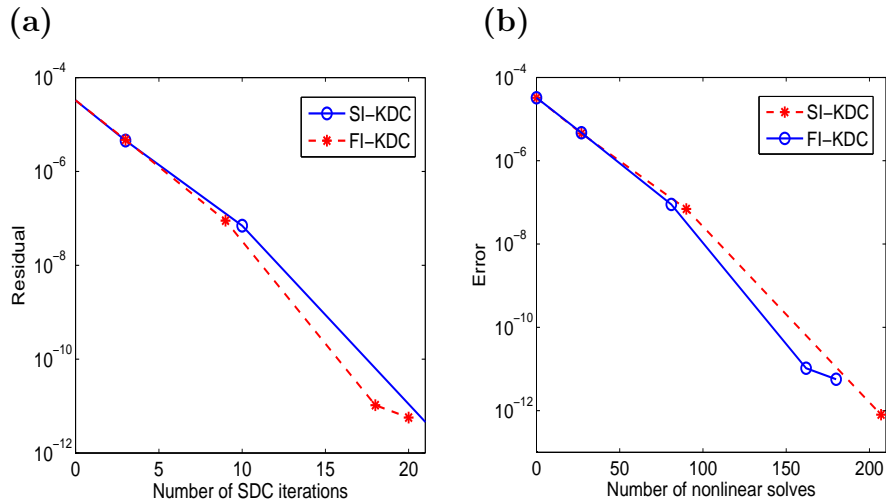 (a)
10^{-4}
10^{-6}
10^{-8}
10^{-10}
10^{-12}
Residual
0
5
10
15
20
Number of SDC iterations
SI−KDC
FI−KDC
(b)
10^{-4}
10^{-6}
10^{-8}
10^{-10}
10^{-12}
Error
0
50
100
150
200
Number of nonlinear solves
SI−KDC
FI−KDC